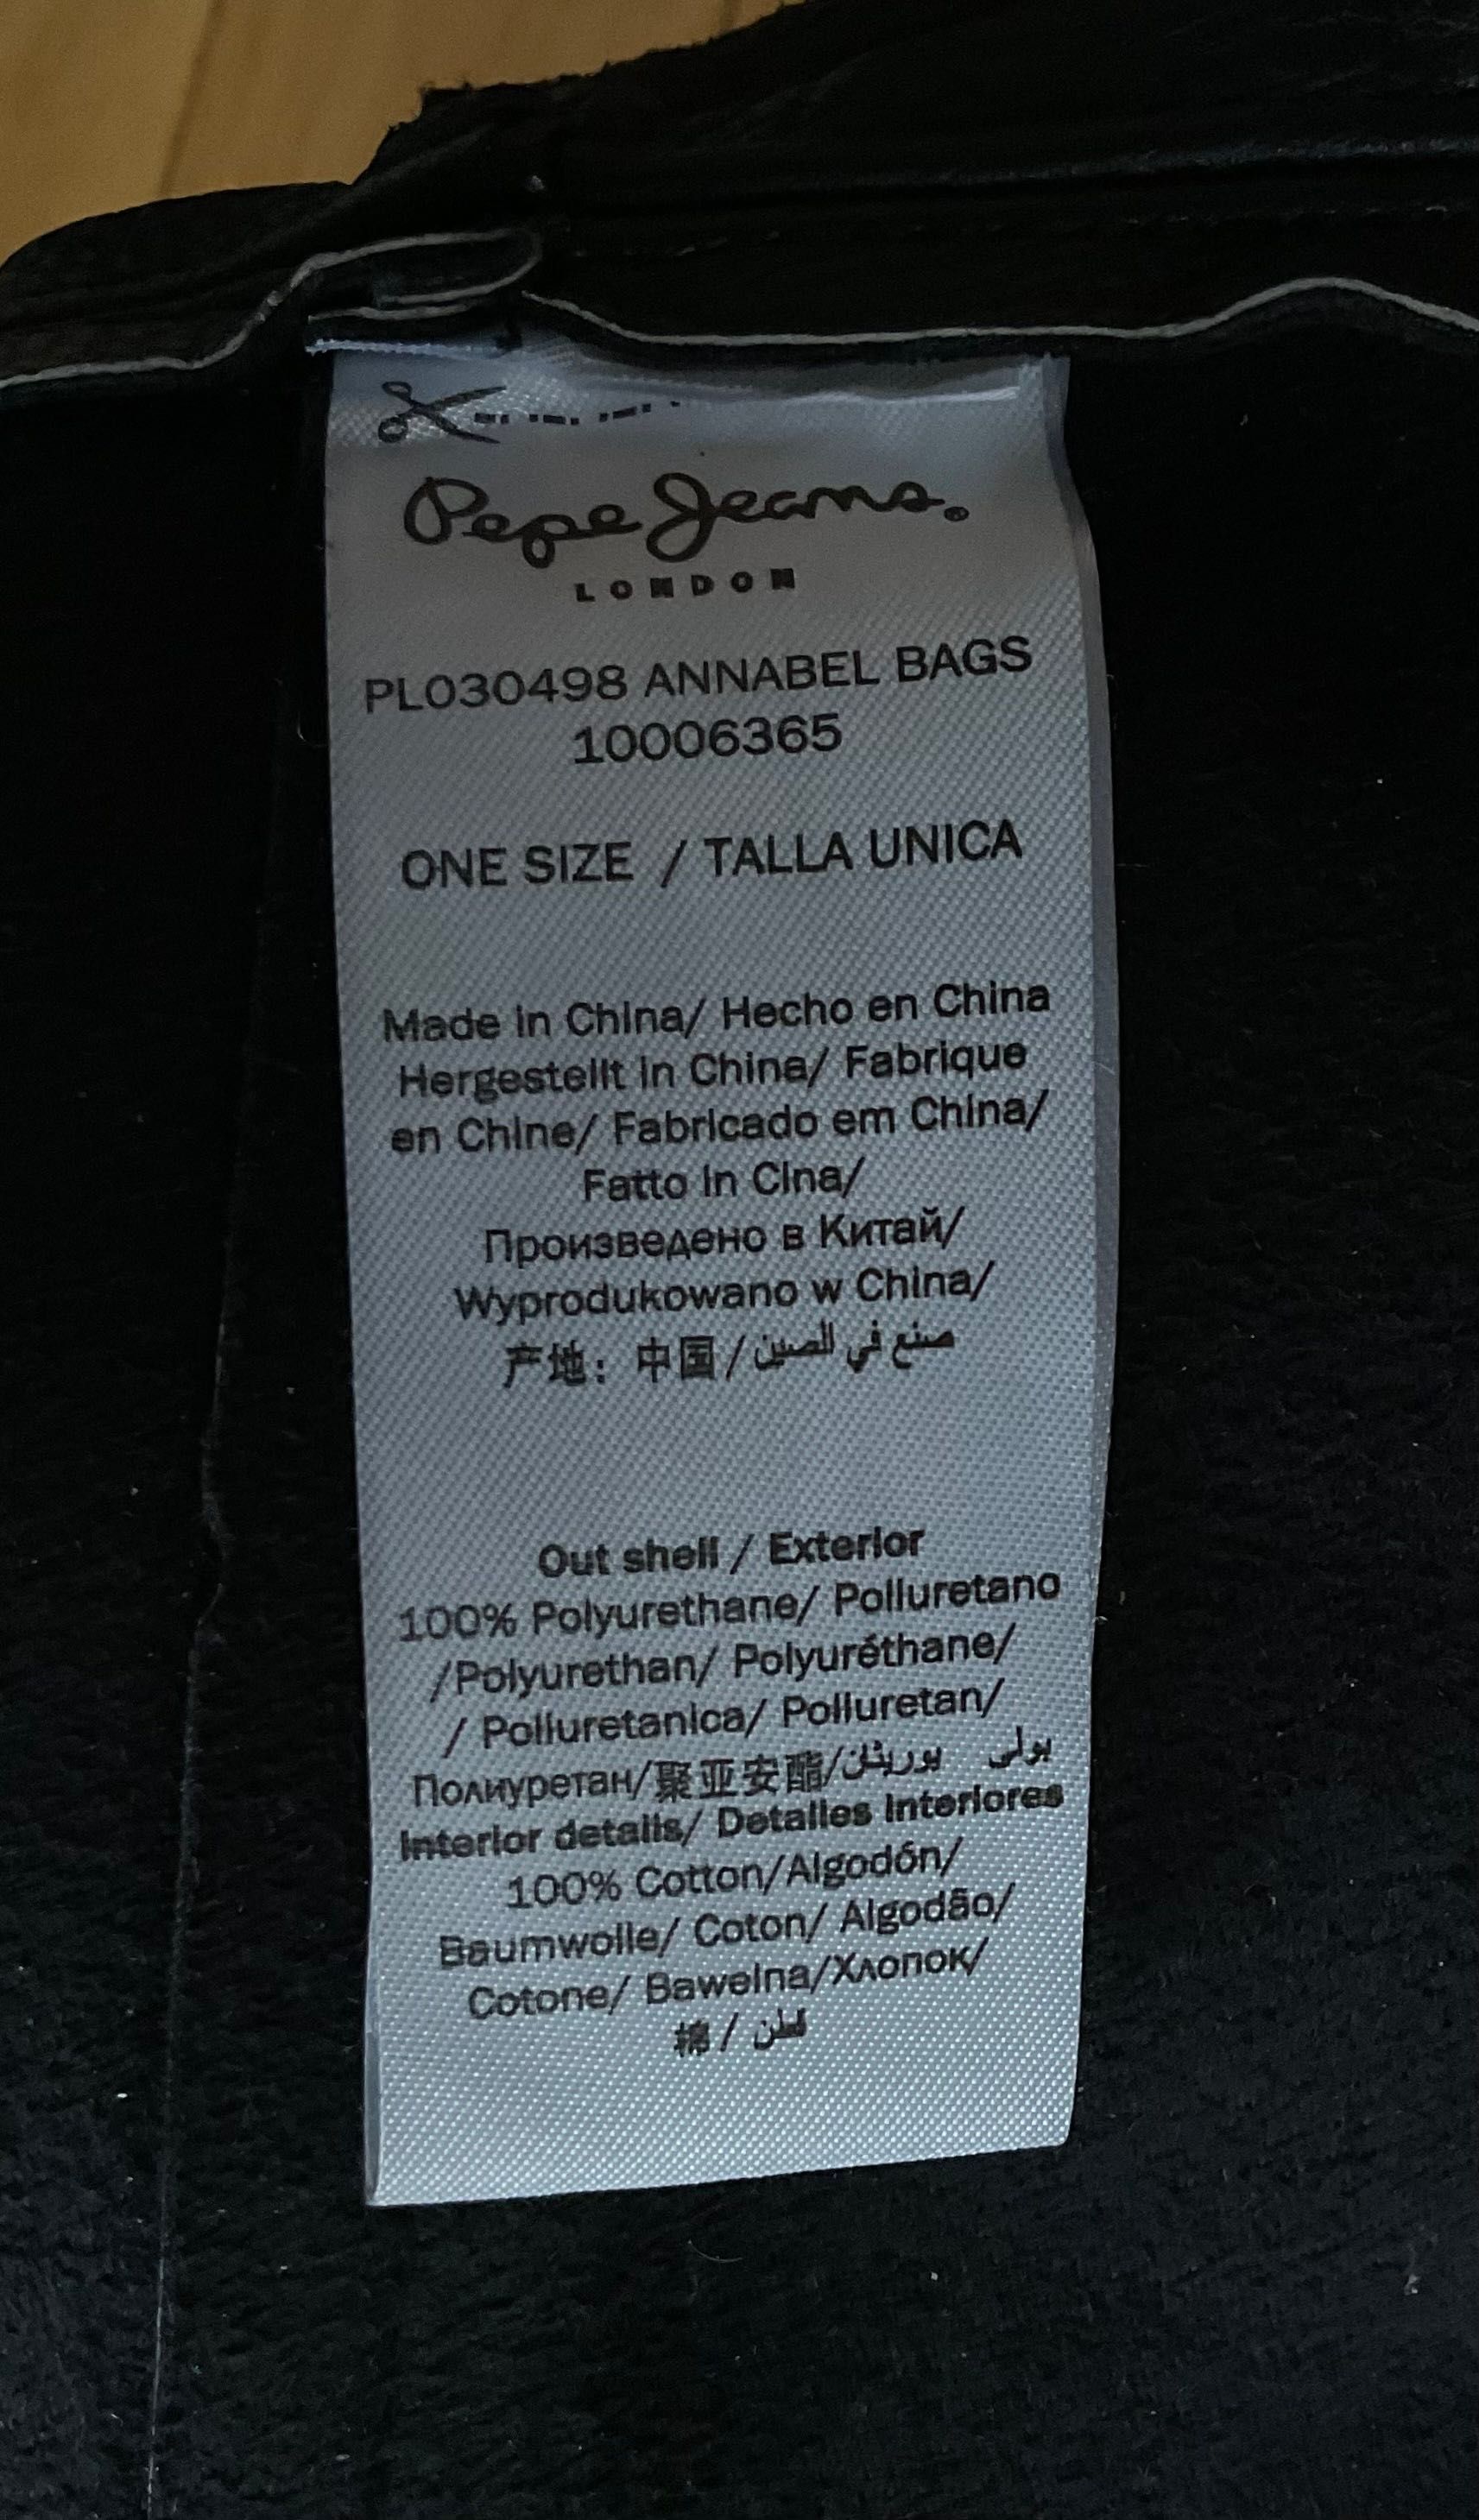 Pepe Jeans®
LONDON
PL030498 ANNABEL BAGS
10006365
ONE SIZE / TALLA UNICA
Made in China/ Hecho en China
Hergestellt in China/ Fabrique
en Chine/ Fabricado em China/
Fatto in Cina/
Произведено в Китай/
Wyprodukowano w China/
产地：中国/صنع في الصين
Out shell / Exterior
100% Polyurethane/ Poliuretano
/Polyurethan/ Polyuréthane/
/ Poliuretanica/ Poliuretan/
Полиуретан/聚亚安酯/بولي يوريثان
Interior details/ Detalles Interiores
100% Cotton/Algodón/
Baumwolle/ Coton/ Algodão/
Cotone/ Bawelna/Хлопок/
棉/ قطن